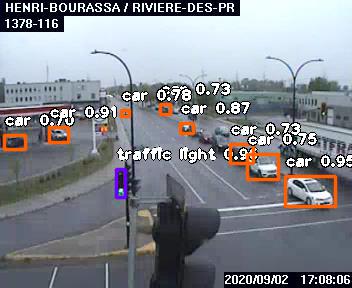 HENRI-BOURASSA / RIVIERE-DES-PR
1378-116
car 0.78
0.73
car 0.70
car 0.91
car 0.87
car 0.73
car 0.75
traffic light 0.9
car 0.95
2020/09/02 17:08:06